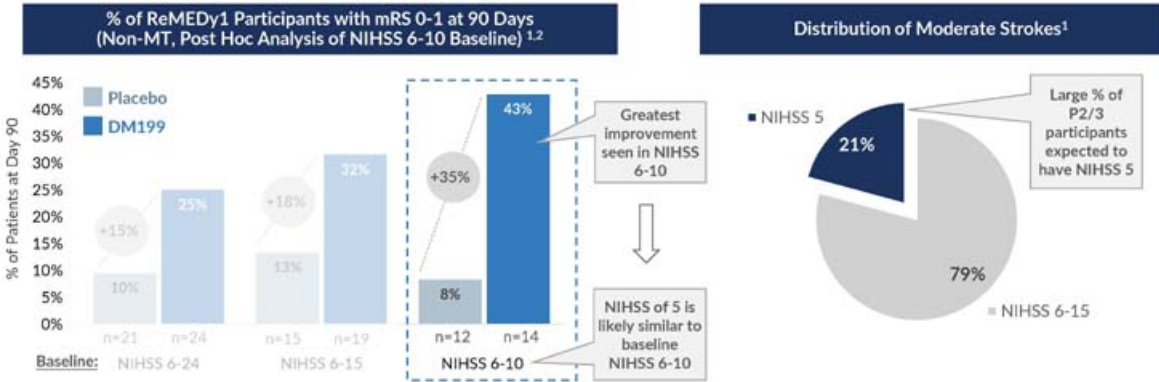 % of ReMEDy1 Participants with mRS 0-1 at 90 Days
(Non-MT, Post Hoc Analysis of NIHSS 6-10 Baseline) 1,2
% of Patients at Day 90
45%
40%
35%
30%
25%
20%
15%
10%
5%
0%
Placebo
DM199
+15%
10%
25%
+18%
13%
32%
+35%
8%
43%
n=21
n=24
n=15
n=19
n=12
n=14
Baseline:
NIHSS 6-24
NIHSS 6-15
NIHSS 6-10
Greatest
improvement
seen in NIHSS
6-10
NIHSS of 5 is
likely similar to
baseline
NIHSS 6-10
Distribution of Moderate Strokes1
NIHSS 5
21%
Large % of
P2/3
participants
expected to
have NIHSS 5
79%
NIHSS 6-15